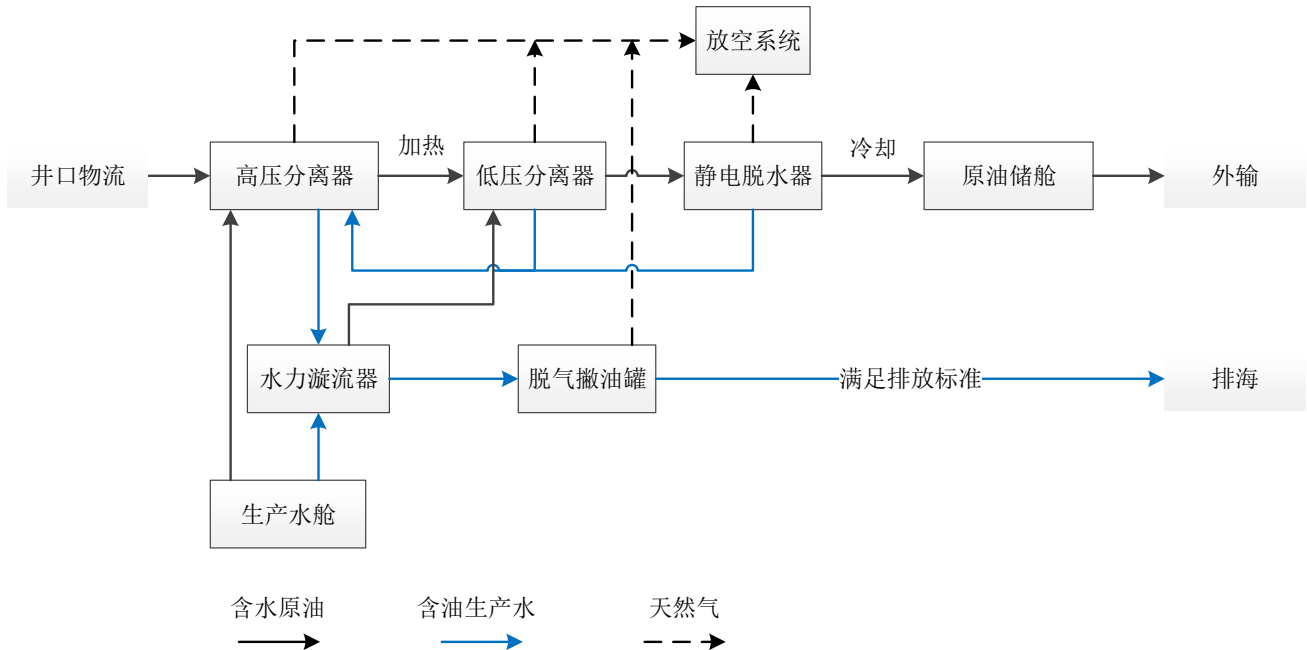 放空系统
加热
冷却
井口物流
高压分离器
低压分离器
静电脱水器
原油储舱
外输
水力漩流器
脱气撇油罐
满足排放标准
排海
生产水舱
含水原油
含油生产水
天然气